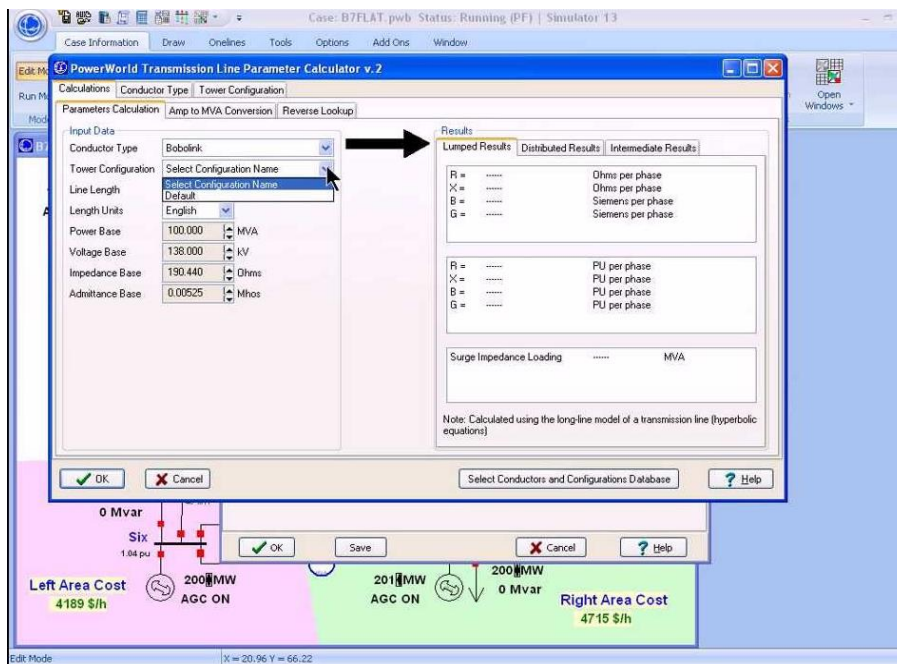 Case: B7FLAT.pwb Status: Running (PF) | Simulator 13
Case Information Draw Onelines Tools Options Add Ons Window
Edit Mo
Run Mo
Mod
Open
Windows
PowerWorld Transmission Line Parameter Calculator v.2
Calculations Conductor Type Tower Configuration
Parameters Calculation Amp to MVA Conversion Reverse Lookup
Input Data
Conductor Type Bobolink
Tower Configuration Select Configuration Name
Select Configuration Name
Default
Line Length
Length Units English
Power Base 100.000 MVA
Voltage Base 138.000 kV
Impedance Base 190.440 Ohms
Admittance Base 0.00525 Mhos
Results
Lumped Results Distributed Results Intermediate Results
R = ------ Ohms per phase
X = ------ Ohms per phase
B = ------ Siemens per phase
G = ------ Siemens per phase
R = ------ PU per phase
X = ------ PU per phase
B = ------ PU per phase
G = ------ PU per phase
Surge Impedance Loading ------ MVA
Note: Calculated using the long-line model of a transmission line (hyperbolic
equations)
OK Cancel Select Conductors and Configurations Database ? Help
0 Mvar
Six
1.04 pu
OK Save Cancel ? Help
200 MW
AGC ON
201 MW
AGC ON
200 MW
0 Mvar
Left Area Cost
4189 $/h
Right Area Cost
4715 $/h
Edit Mode X = 20.96 Y = 66.22